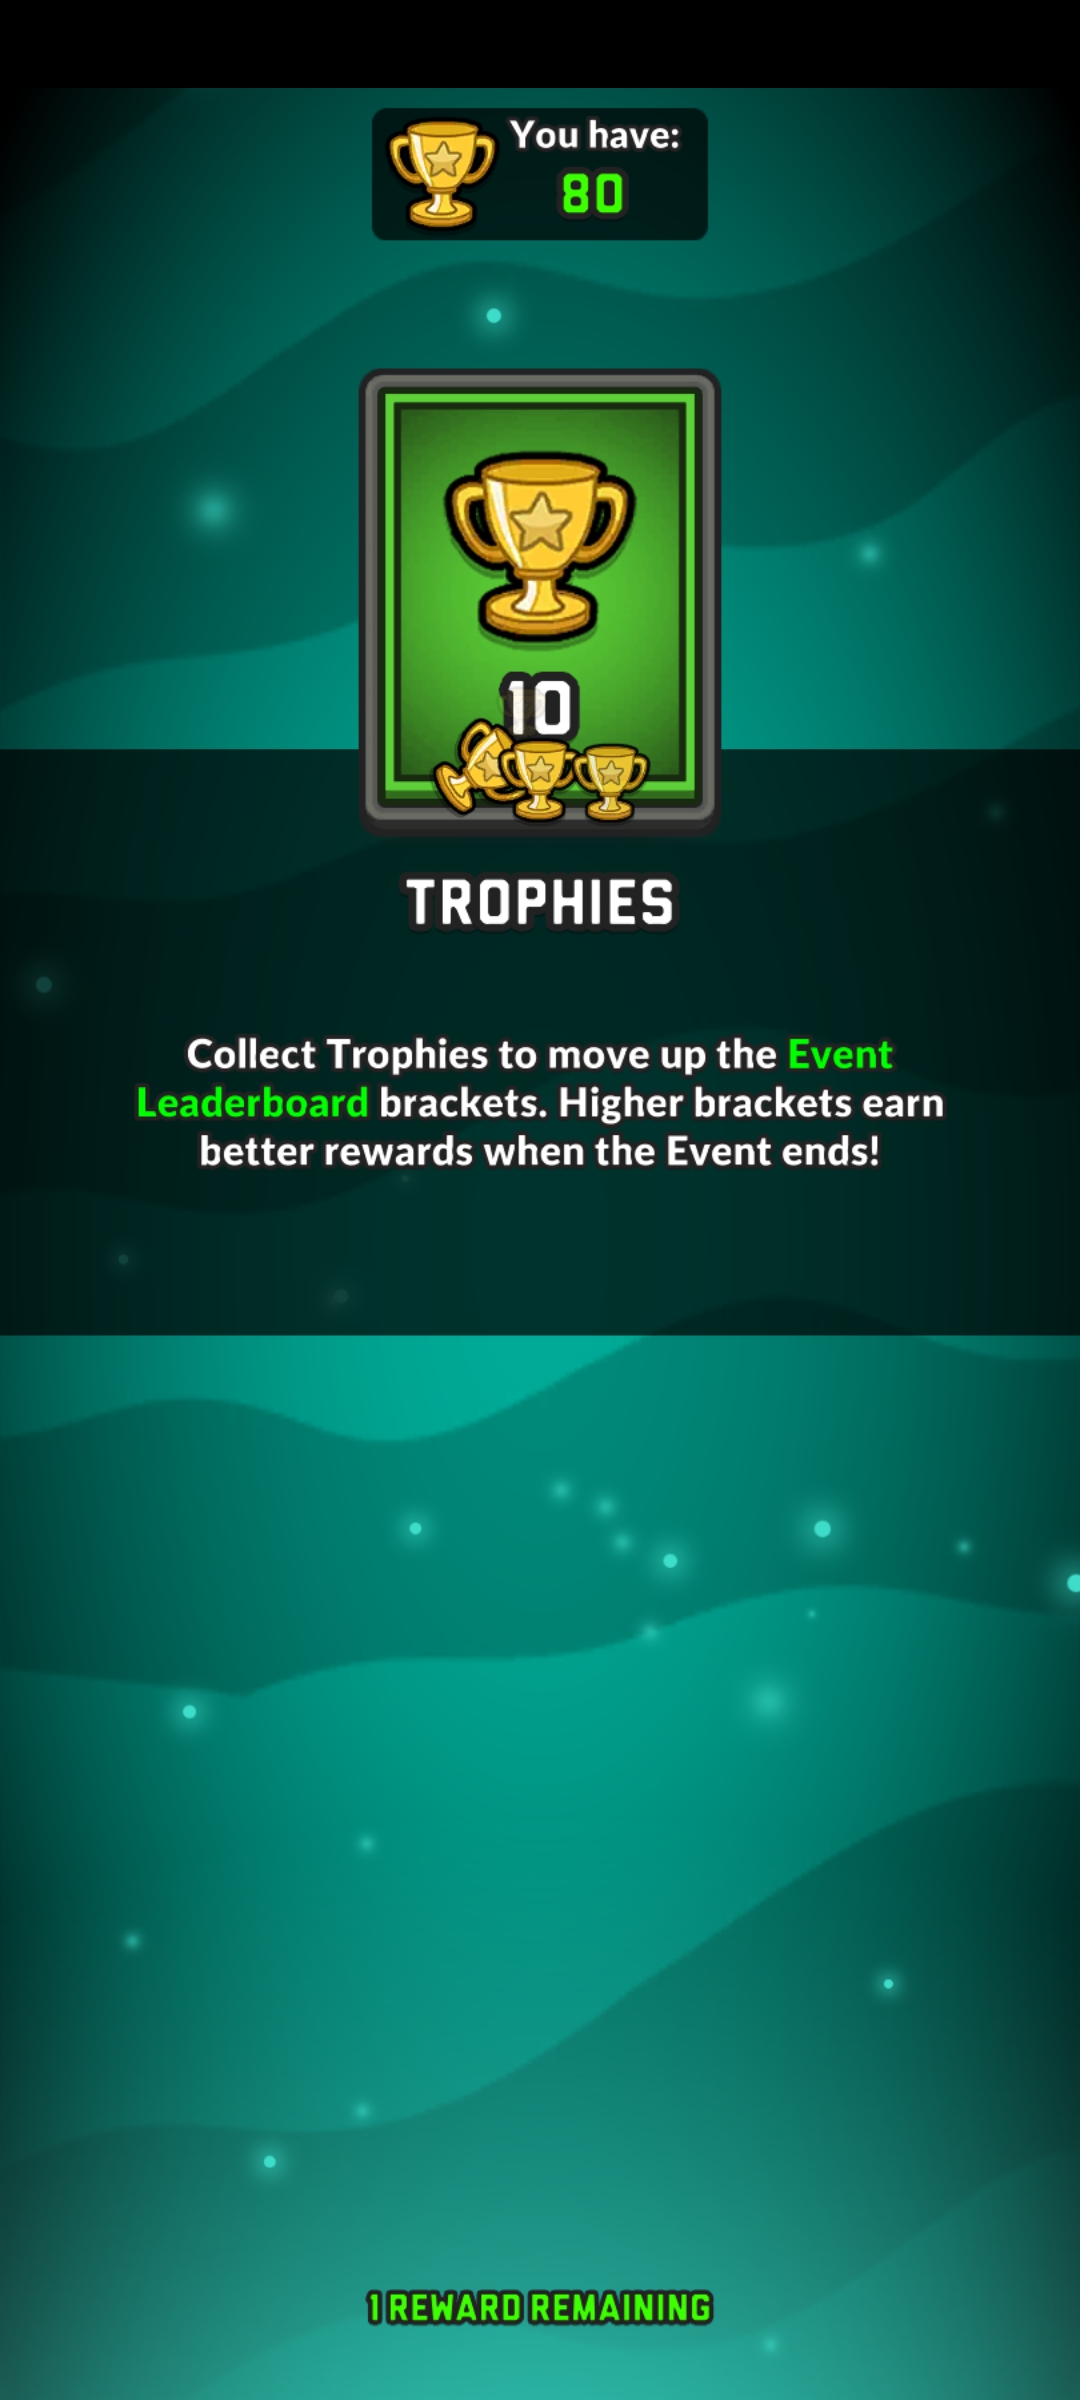 You have:
80
10
TROPHIES
Collect Trophies to move up the Event
Leaderboard brackets. Higher brackets earn
better rewards when the Event ends!
1 REWARD REMAINING